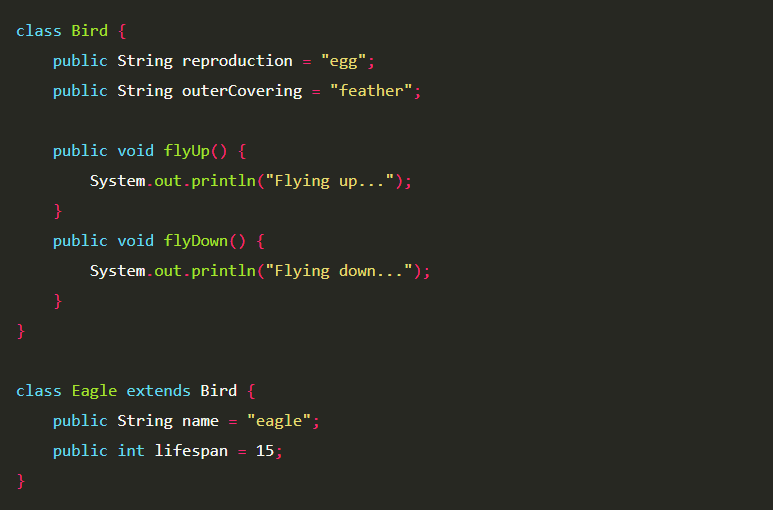 class Bird {
    public String reproduction = "egg";
    public String outerCovering = "feather";

    public void flyUp() {
        System.out.println("Flying up...");
    }
    public void flyDown() {
        System.out.println("Flying down...");
    }
}

class Eagle extends Bird {
    public String name = "eagle";
    public int lifespan = 15;
}